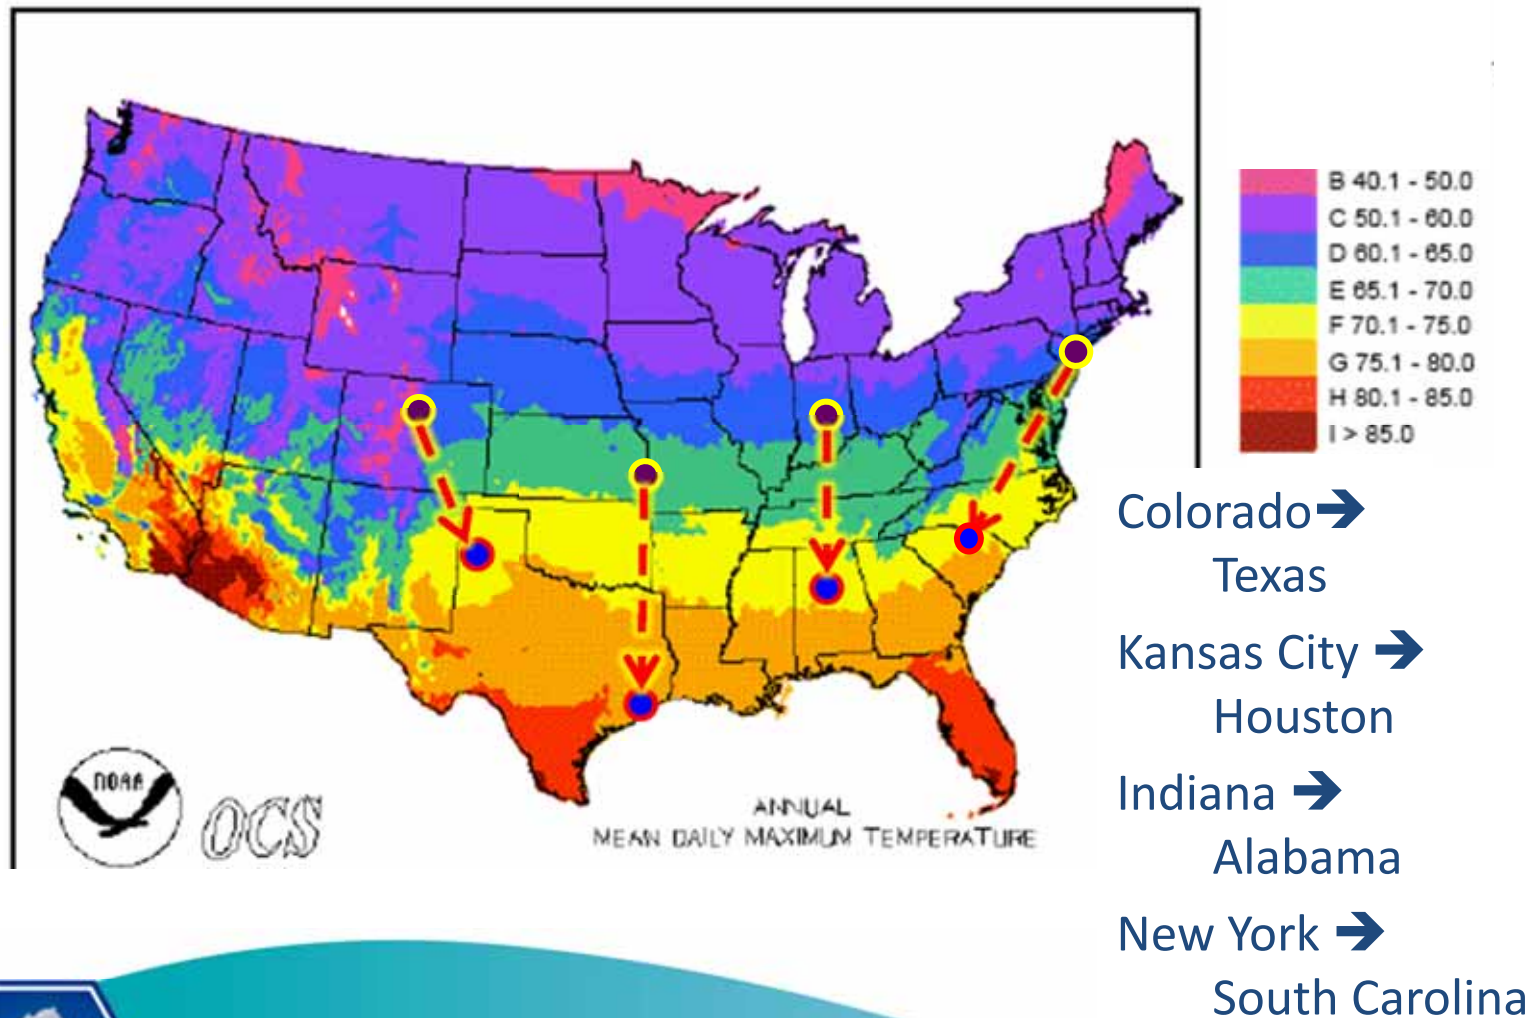 B 40.1 - 50.0
C 50.1 - 60.0
D 60.1 - 65.0
E 65.1 - 70.0
F 70.1 - 75.0
G 75.1 - 80.0
H 80.1 - 85.0
I > 85.0
Colorado➔
Texas
Kansas City ➔
Houston
Indiana ➔
Alabama
New York ➔
South Carolina
NOAA
OCS
ANNUAL
MEAN DAILY MAXIMUM TEMPERATURE